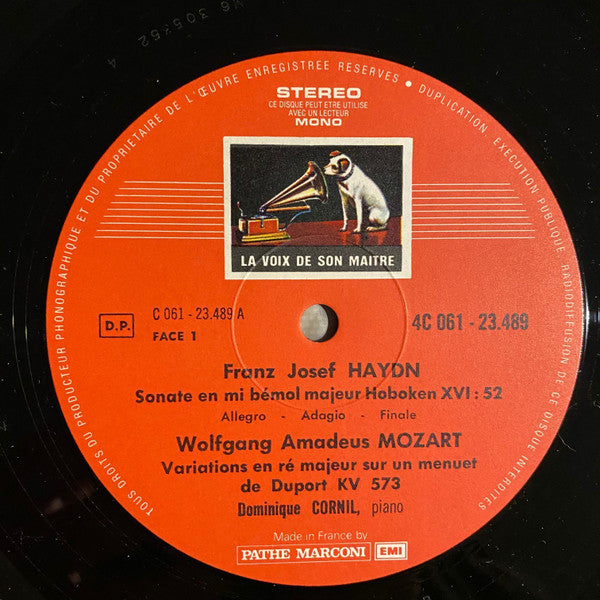 TOUS DROITS DU PRODUCTEUR PHONOGRAPHIQUE ET DU PROPRIETAIRE DE L'ŒUVRE ENREGISTREE RESERVES • DUPLICATION EXECUTION PUBLIQUE RADIODIFFUSION DE CE DISQUE INTERDITES
STEREO
CE DISQUE PEUT ETRE UTILISE
AVEC UN LECTEUR
MONO
LA VOIX DE SON MAITRE
D.P.
C 061 - 23.489 A
FACE 1
4C 061 - 23.489
Franz Josef HAYDN
Sonate en mi bémol majeur Hoboken XVI : 52
Allegro - Adagio - Finale
Wolfgang Amadeus MOZART
Variations en ré majeur sur un menuet
de Duport KV 573
Dominique CORNIL, piano
Made in France by
PATHE MARCONI EMI